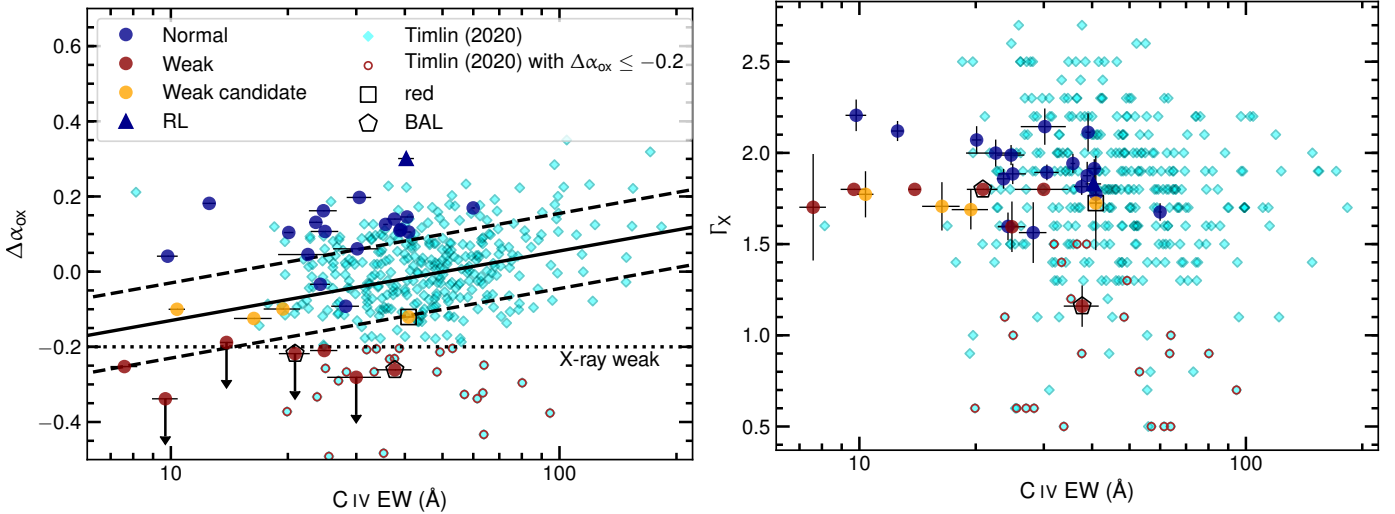 Normal
Weak
Weak candidate
RL
Timlin (2020)
Timlin (2020) with Δα_ox ≤ −0.2
red
BAL
Δα_ox
0.6
0.4
0.2
0.0
−0.2
−0.4
X-ray weak
10
100
C IV EW (Å)
Γ_X
2.5
2.0
1.5
1.0
0.5
10
100
C IV EW (Å)